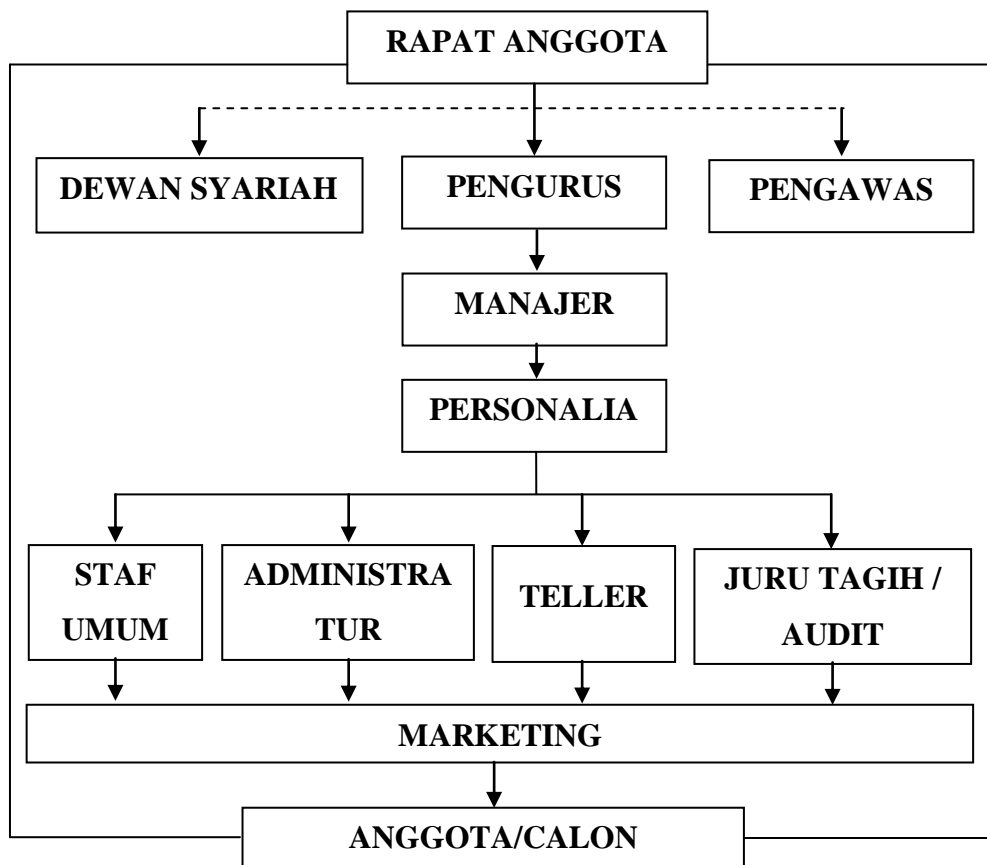 RAPAT ANGGOTA
DEWAN SYARIAH
PENGURUS
PENGAWAS
MANAJER
PERSONALIA
STAF
UMUM
ADMINISTRA
TUR
TELLER
JURU TAGIH /
AUDIT
MARKETING
ANGGOTA/CALON